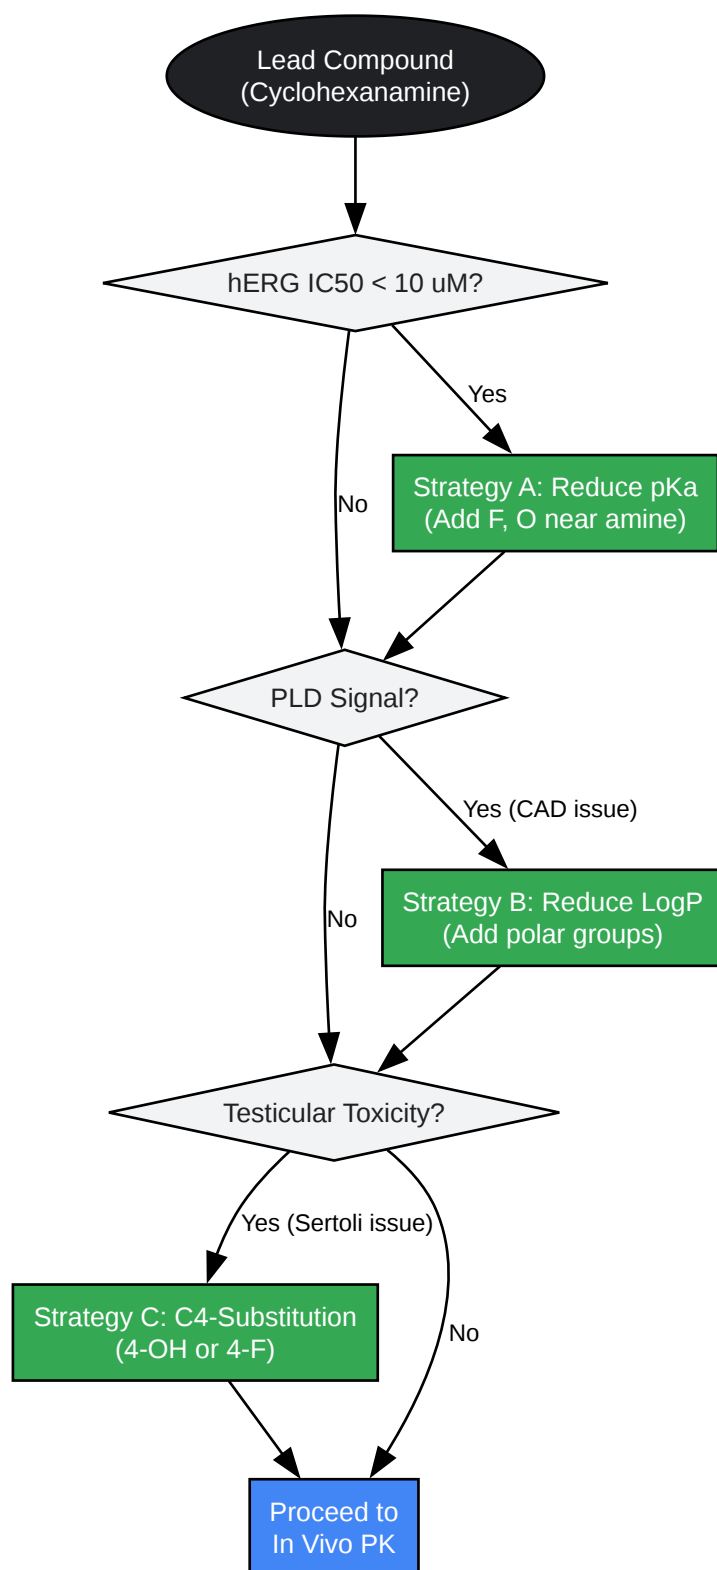 Lead Compound
(Cyclohexanamine)
hERG IC50 < 10 uM?
Yes
No
Strategy A: Reduce pKa
(Add F, O near amine)
PLD Signal?
Yes (CAD issue)
No
Strategy B: Reduce LogP
(Add polar groups)
Testicular Toxicity?
Yes (Sertoli issue)
Strategy C: C4-Substitution
(4-OH or 4-F)
No
Proceed to
In Vivo PK